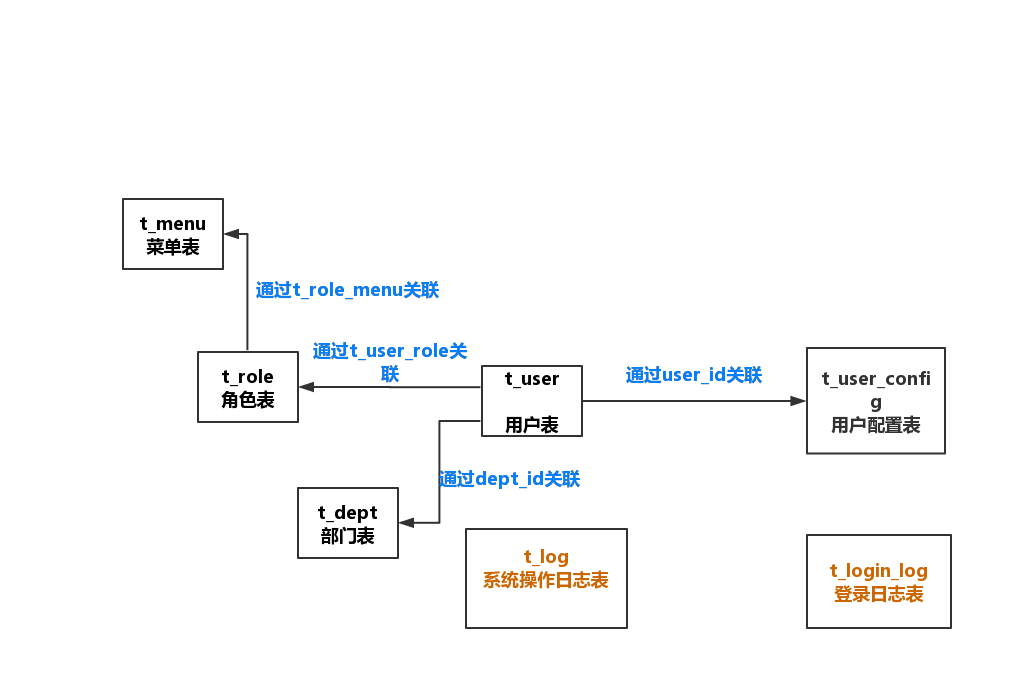 t_menu
菜单表
通过t_role_menu关联
通过t_user_role关
联
t_role
角色表
t_user
用户表
通过user_id关联
t_user_confi
g
用户配置表
通过dept_id关联
t_dept
部门表
t_log
系统操作日志表
t_login_log
登录日志表